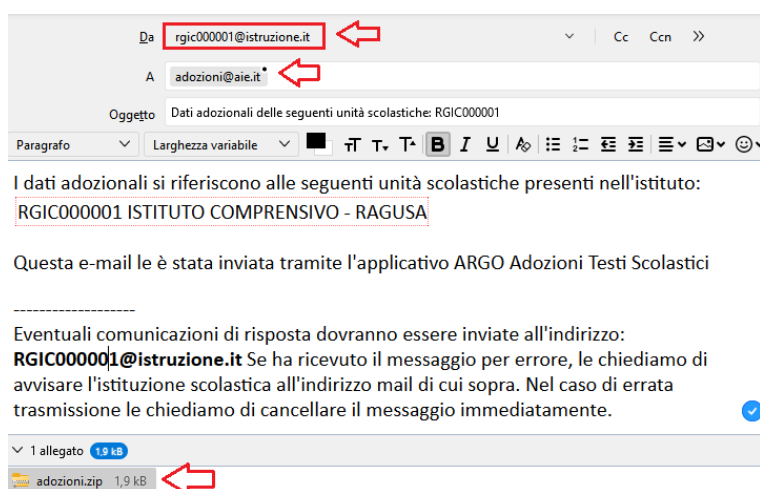 Da rgic000001@istruzione.it Cc Ccn
A adozioni@aie.it
Oggetto Dati adozionali delle seguenti unità scolastiche: RGIC000001
Paragrafo Larghezza variabile B I U
I dati adozionali si riferiscono alle seguenti unità scolastiche presenti nell'istituto:
RGIC000001 ISTITUTO COMPRENSIVO - RAGUSA
Questa e-mail le è stata inviata tramite l'applicativo ARGO Adozioni Testi Scolastici
-------------------
Eventuali comunicazioni di risposta dovranno essere inviate all'indirizzo:
RGIC000001@istruzione.it Se ha ricevuto il messaggio per errore, le chiediamo di
avvisare l'istituzione scolastica all'indirizzo mail di cui sopra. Nel caso di errata
trasmissione le chiediamo di cancellare il messaggio immediatamente.
1 allegato 1,9 kB
adozioni.zip 1,9 kB